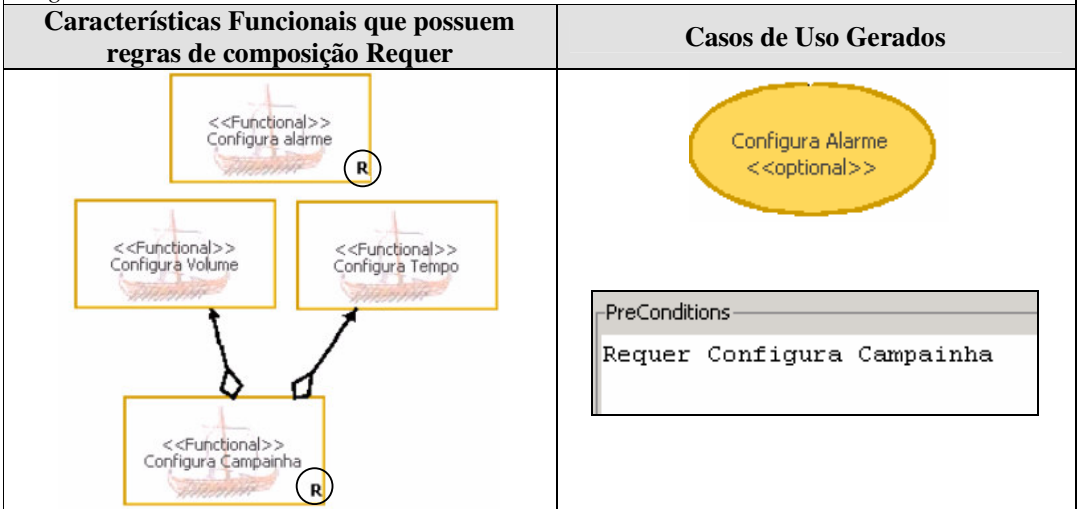 Características Funcionais que possuem
regras de composição Requer
Casos de Uso Gerados
<<Functional>>
Configura alarme
R
<<Functional>>
Configura Volume
<<Functional>>
Configura Tempo
<<Functional>>
Configura Campainha
R
Configura Alarme
<<optional>>
PreConditions
Requer Configura Campainha